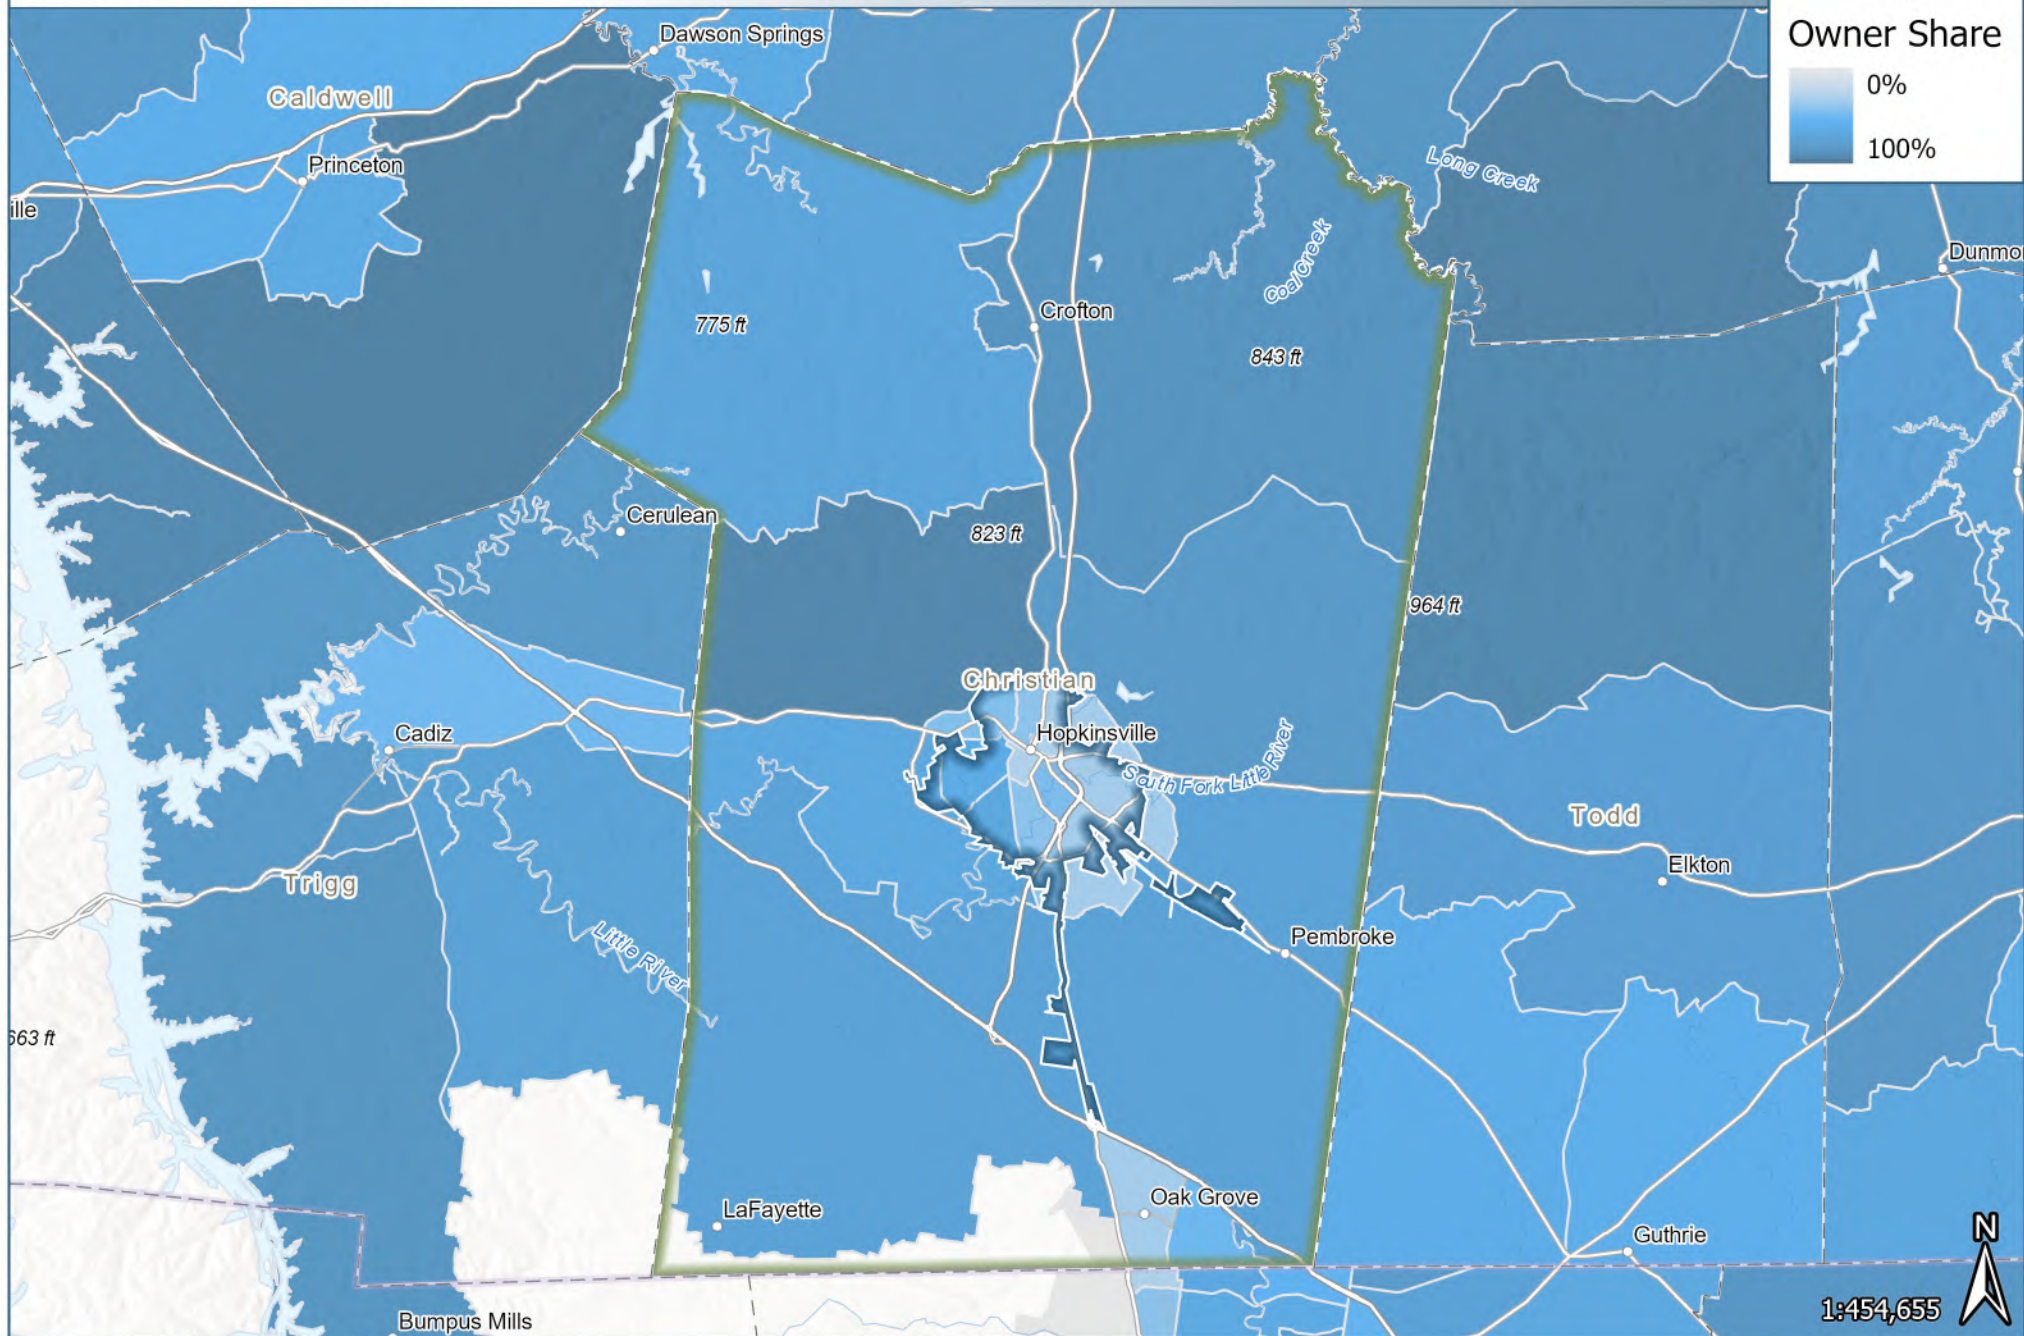 Owner Share
0%
100%
Dawson Springs
Caldwell
Princeton
ille
Long Creek
Dunmo
Coal Creek
Crofton
775 ft
843 ft
Cerulean
823 ft
964 ft
Christian
Cadiz
Hopkinsville
South Fork Little River
Todd
Elkton
Trigg
Little River
Pembroke
663 ft
Oak Grove
LaFayette
Guthrie
N
1:454,655
Bumpus Mills